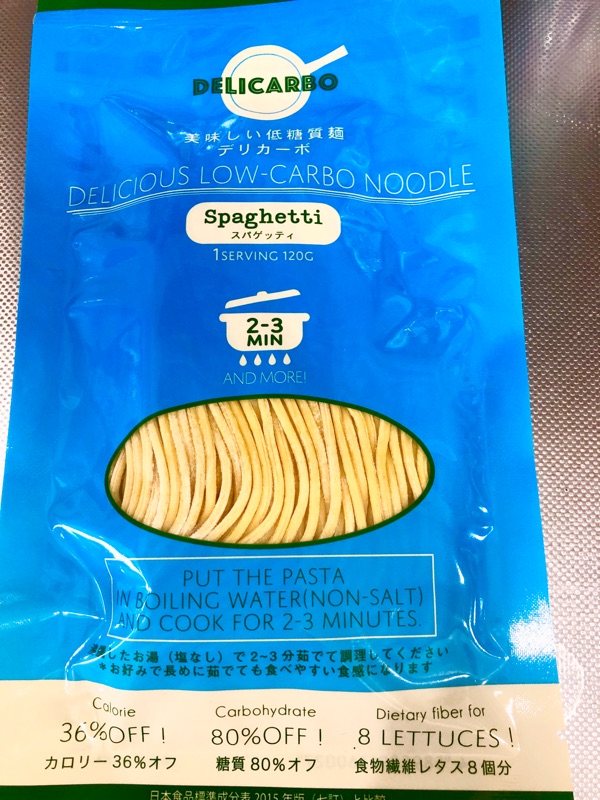 DELICARBO
美味しい低糖質麺
デリカーボ
DELICIOUS LOW-CARBO NOODLE
Spaghetti
スパゲッティ
1 SERVING 120G
2-3
MIN
AND MORE!
PUT THE PASTA
IN BOILING WATER(NON-SALT)
AND COOK FOR 2-3 MINUTES.
したお湯(塩なし)で2~3分茹でて調理してください
*お好みで長めに茹でても食べやすい食感になります
Calorie
36%OFF !
カロリー36%オフ
Carbohydrate
80%OFF !
糖質80%オフ
Dietary fiber for
8 LETTUCES !
食物繊維レタス8個分
日本食品標準成分表2015年版(七訂)と比較